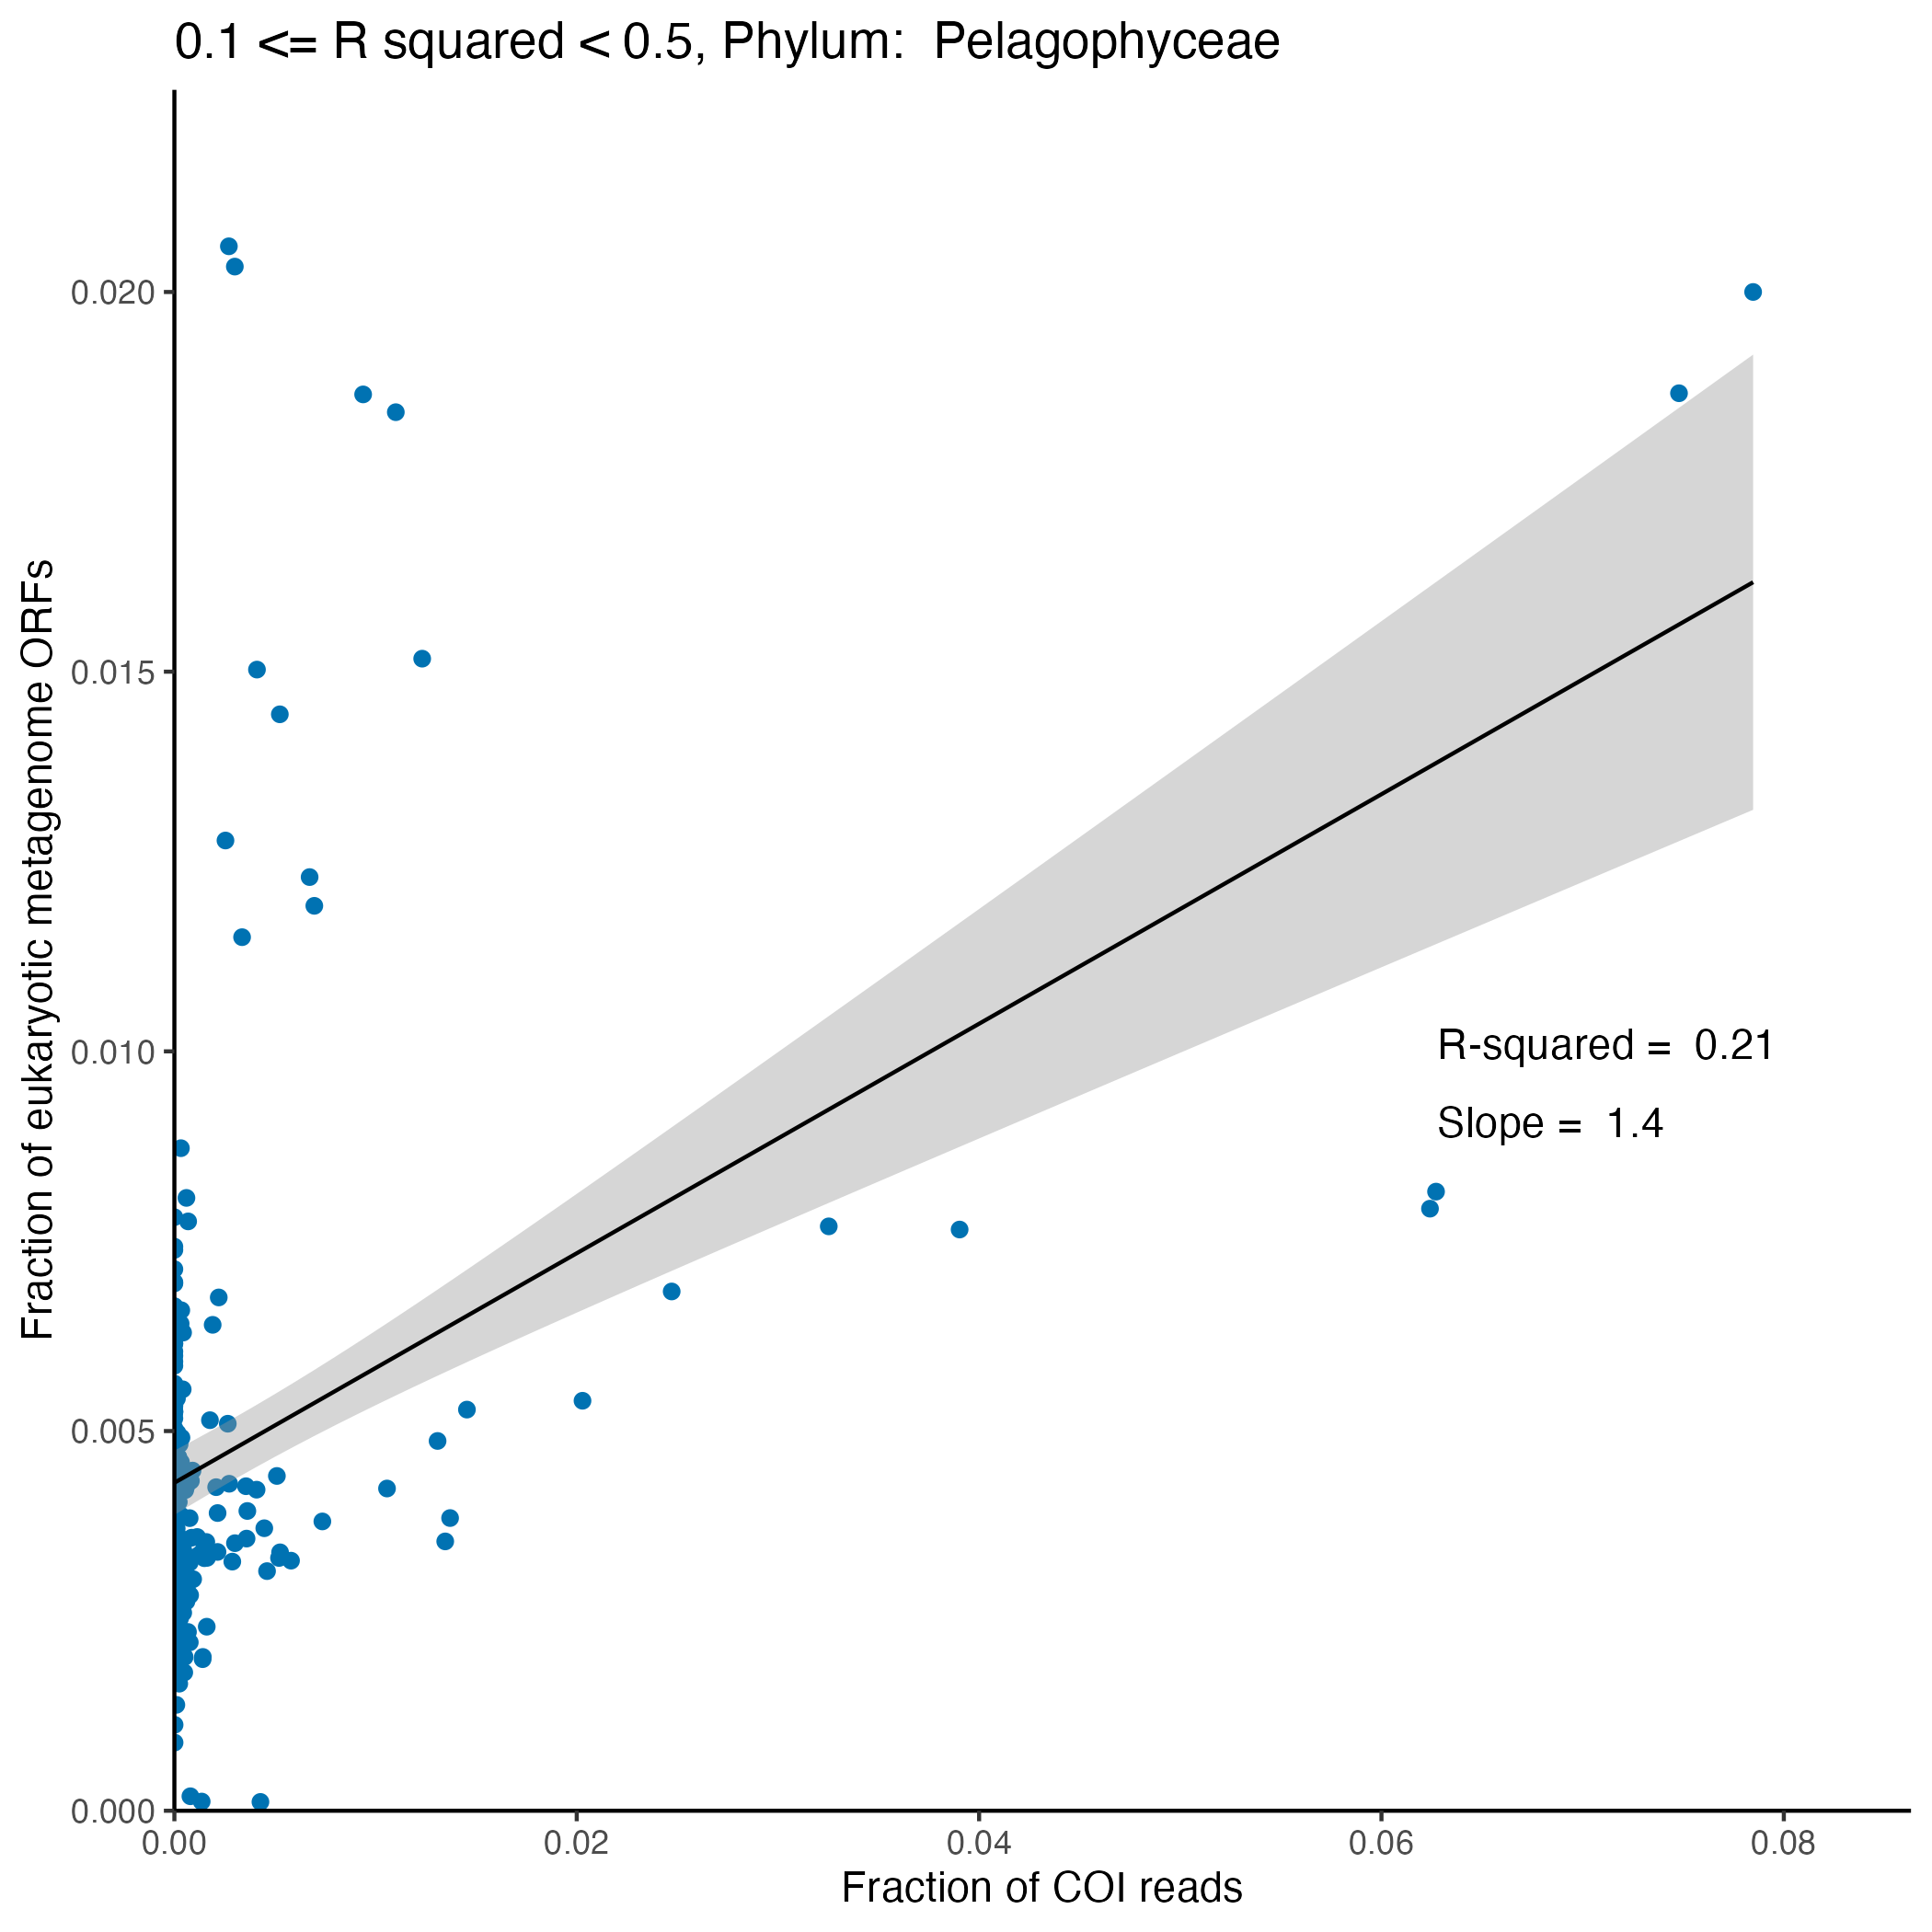 0.1 <= R squared < 0.5, Phylum:  Pelagophyceae
Fraction of eukaryotic metagenome ORFs
0.020
0.015
0.010
0.005
0.000
R-squared =  0.21
Slope =  1.4
0.00 0.02 0.04 0.06 0.08
Fraction of COI reads